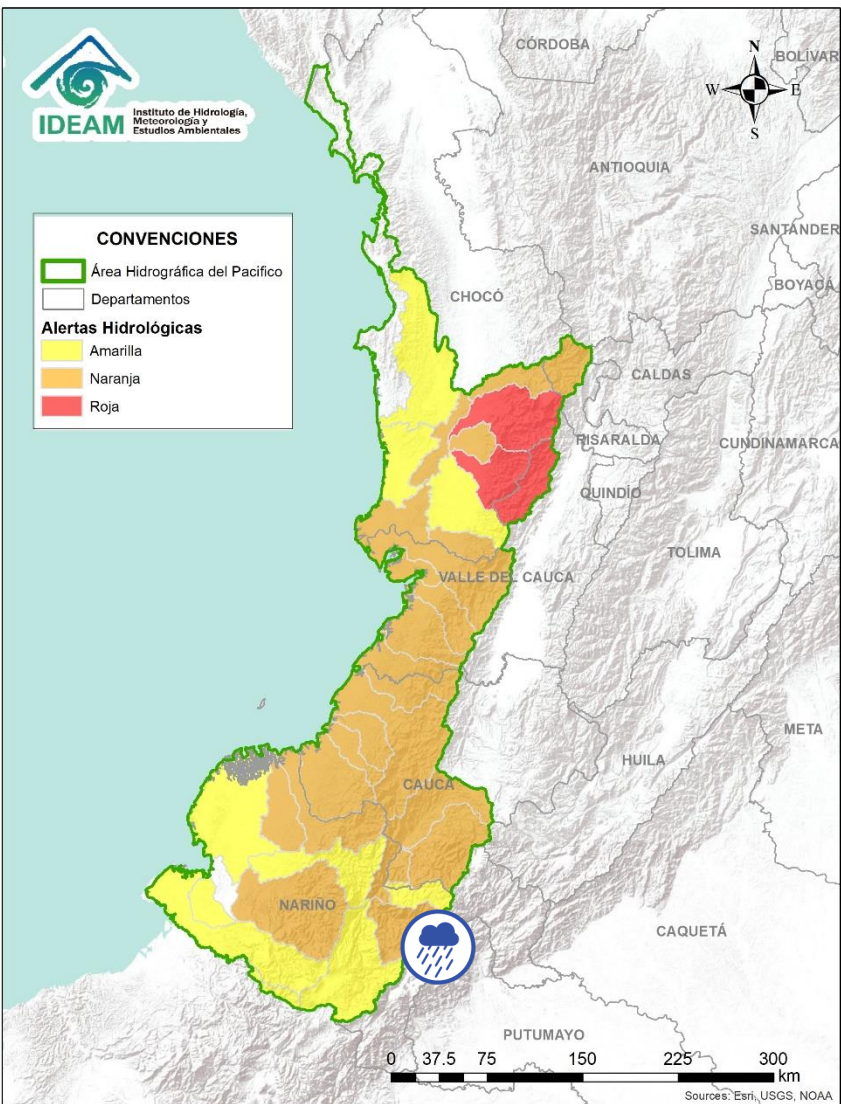 IDEAM
Instituto de Hidrología,
Meteorología y
Estudios Ambientales
N
W
E
S
CONVENCIONES
Área Hidrográfica del Pacifico
Departamentos
Alertas Hidrológicas
Amarilla
Naranja
Roja
CÓRDOBA
BOLÍVAR
ANTIOQUIA
SANTANDER
BOYACÁ
CHOCÓ
CALDAS
RISARALDA
CUNDINAMARCA
QUINDÍO
TOLIMA
VALLE DEL CAUCA
META
HUILA
CAUCA
NARIÑO
CAQUETÁ
PUTUMAYO
0 37.5 75 150 225 300
km
Sources: Esri, USGS, NOAA